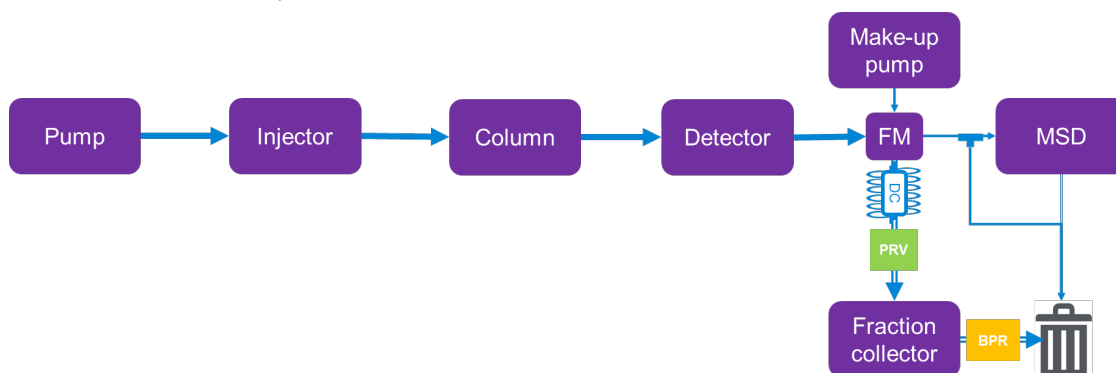 Make-up
pump
Pump
Injector
Column
Detector
FM
MSD
DC
PRV
Fraction
collector
BPR